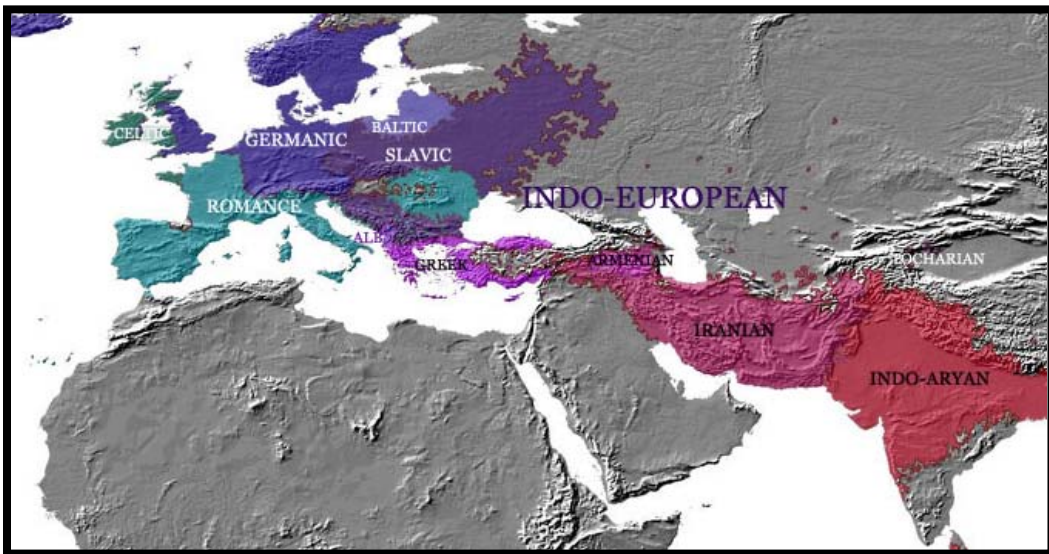 CELTIC
GERMANIC
BALTIC
SLAVIC
INDO-EUROPEAN
ROMANCE
ALB
GREEK
ARMENIAN
TOCHARIAN
IRANIAN
INDO-ARYAN